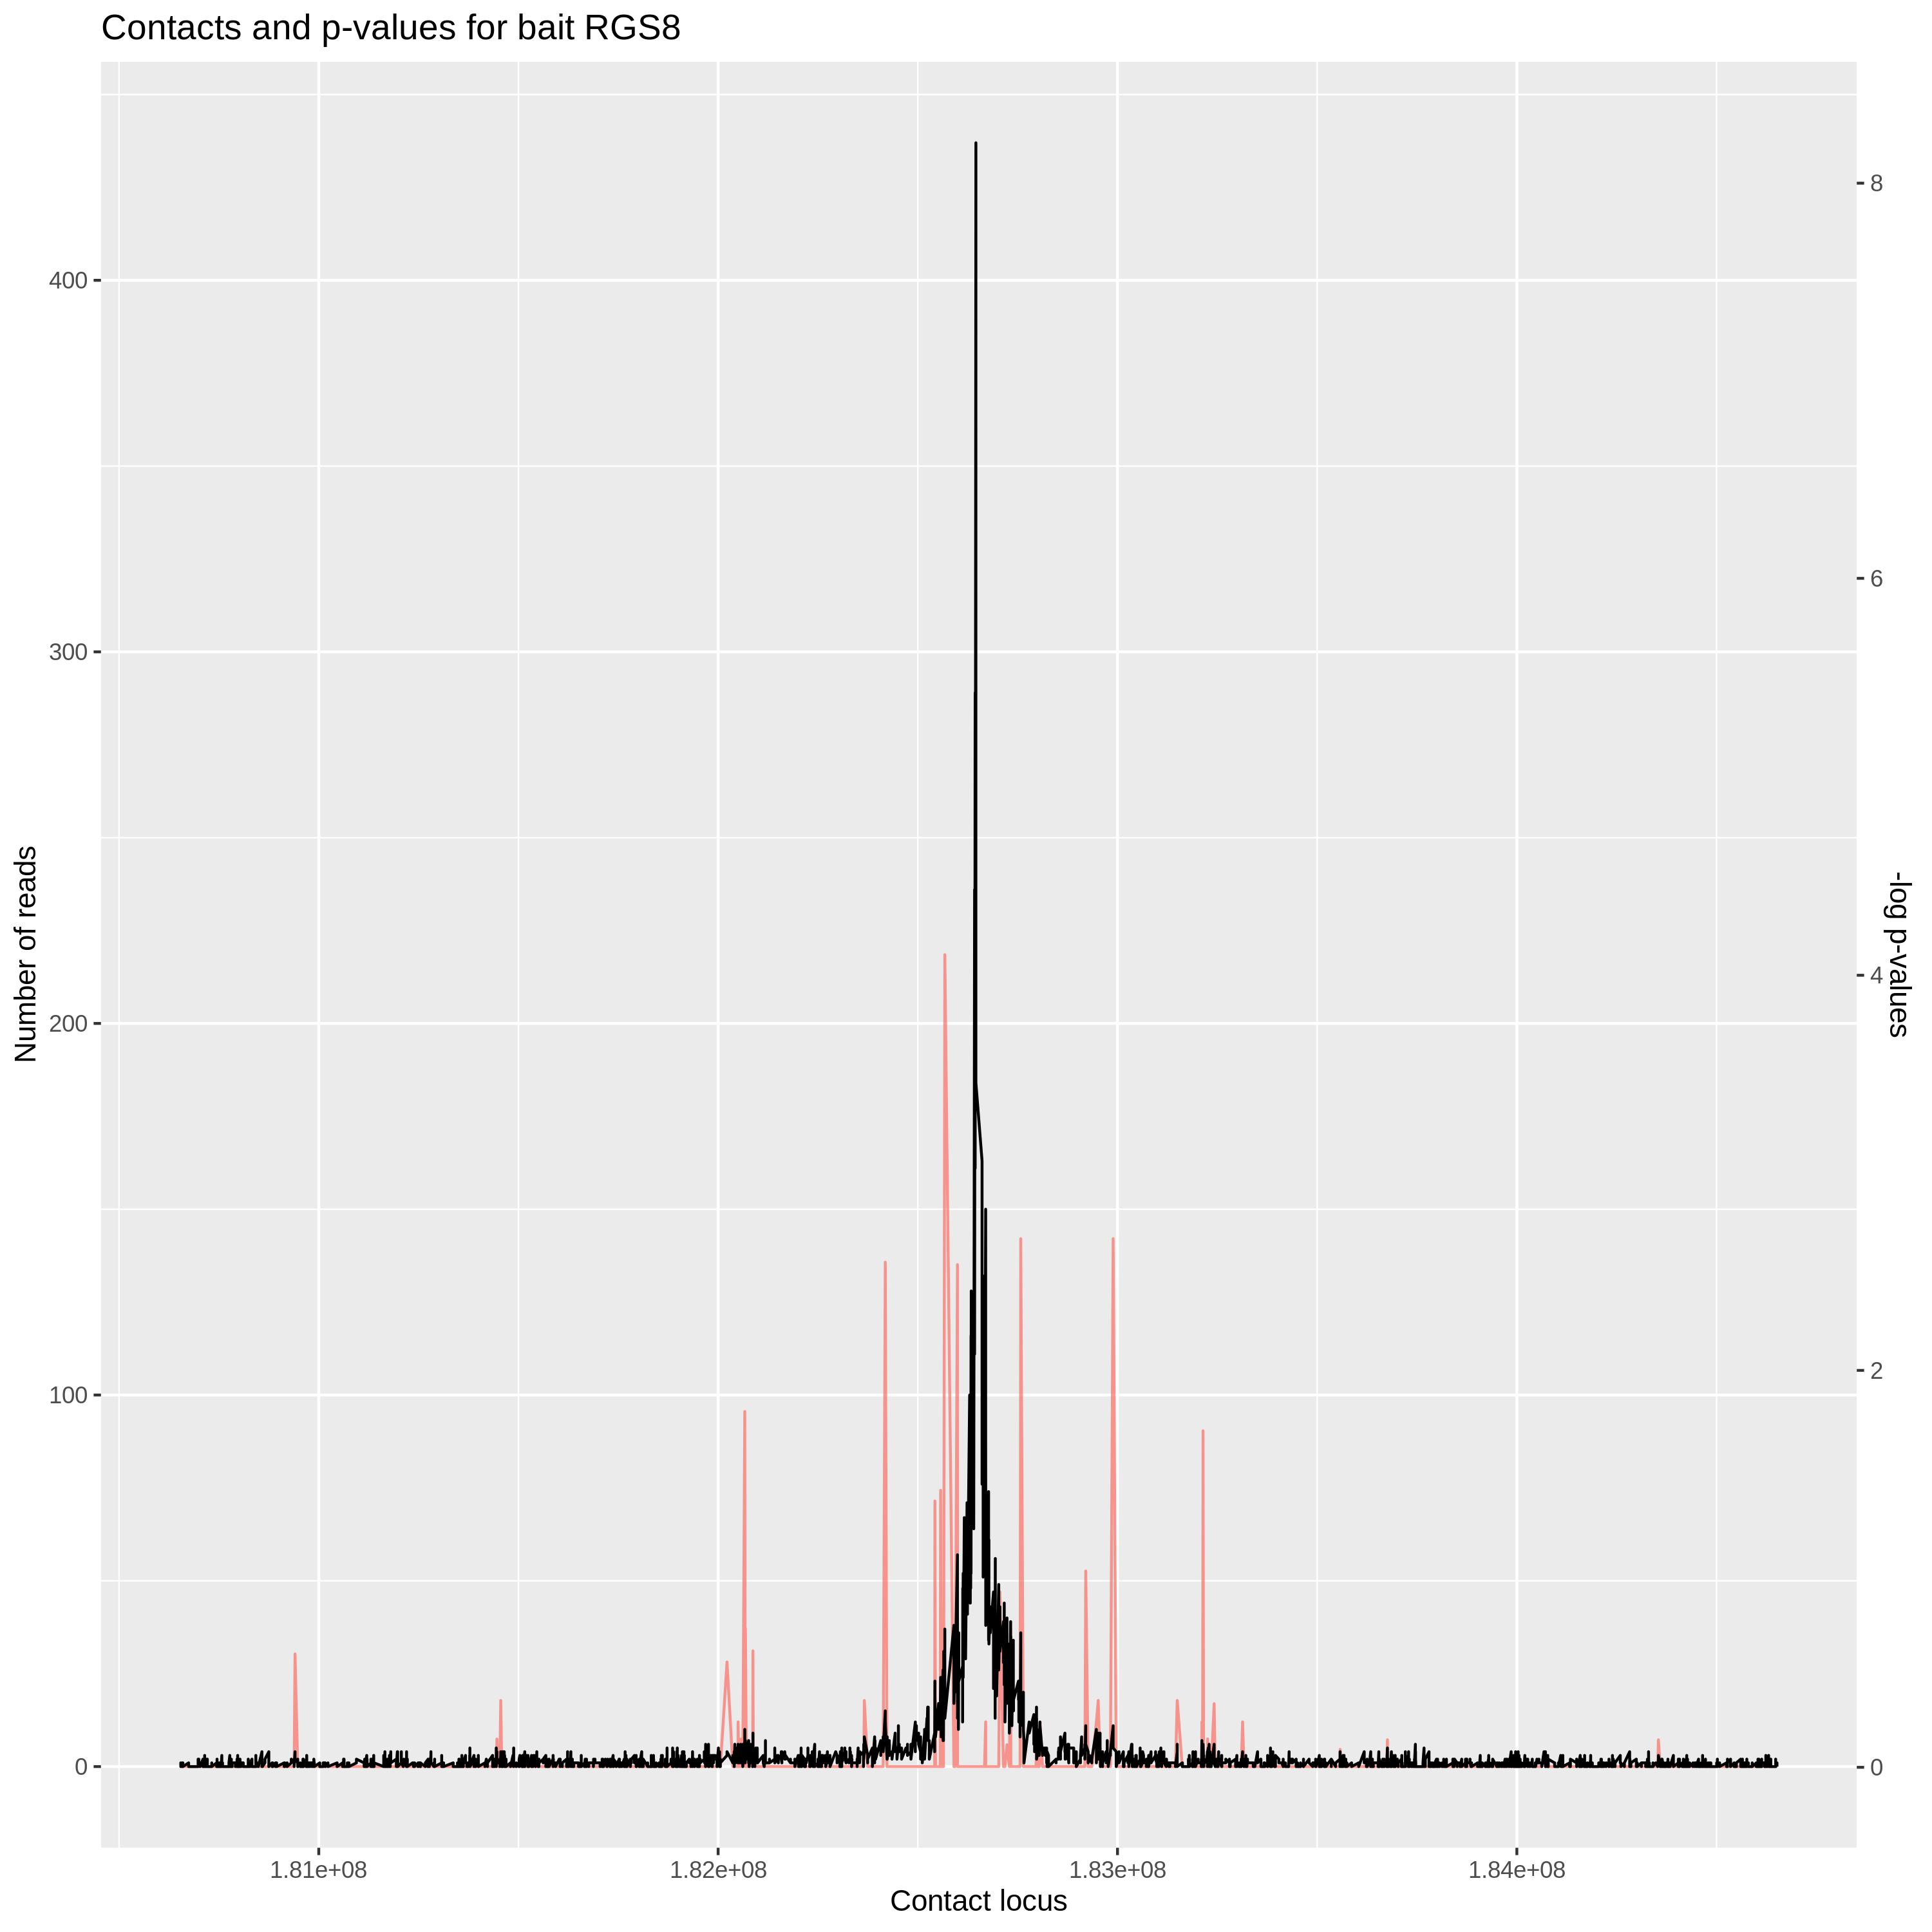 Contacts and p-values for bait RGS8
Number of reads
400
300
200
100
0
8
6
4
2
0
-log p-values
1.81e+08 1.82e+08 1.83e+08 1.84e+08
Contact locus